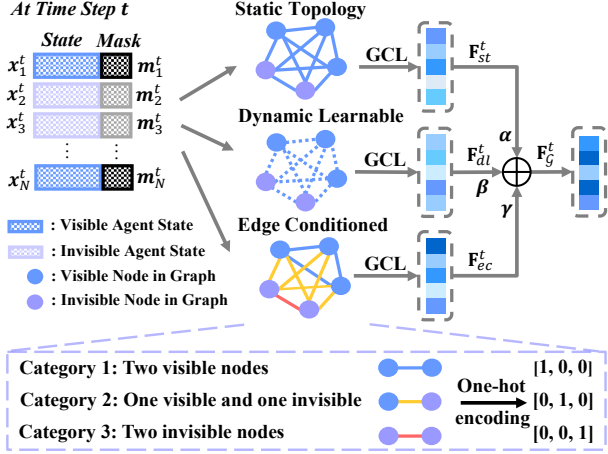 At Time Step t
State Mask
x_1^t m_1^t
x_2^t m_2^t
x_3^t m_3^t
⋮ ⋮
x_N^t m_N^t
: Visible Agent State
: Invisible Agent State
: Visible Node in Graph
: Invisible Node in Graph
Static Topology
GCL
F_st^t
α
Dynamic Learnable
GCL
F_dl^t
β
F_G^t
Edge Conditioned
GCL
F_ec^t
γ
Category 1: Two visible nodes [1, 0, 0]
Category 2: One visible and one invisible [0, 1, 0]
Category 3: Two invisible nodes [0, 0, 1]
One-hot
encoding